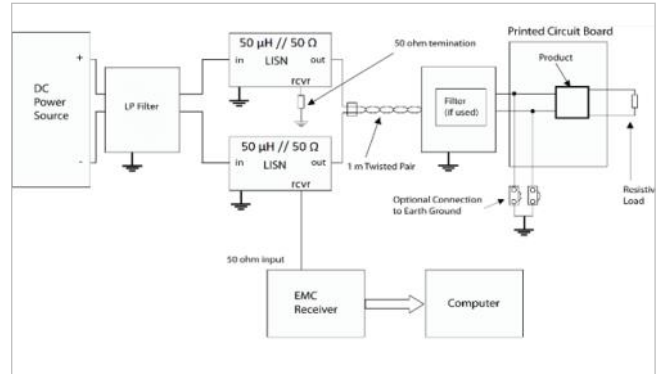 Printed Circuit Board
50 µH // 50 Ω
in
out
LISN
rcvr
50 ohm temination
Product
+
DC
Power
Source
-
LP Filter
Filter
(if used)
50 µH // 50 Ω
in
out
LISN
rcvr
1 m Twisted Pair
Optional Connection
to Earth Ground
Resistiv
Load
50 ohm input
EMC
Receiver
Computer